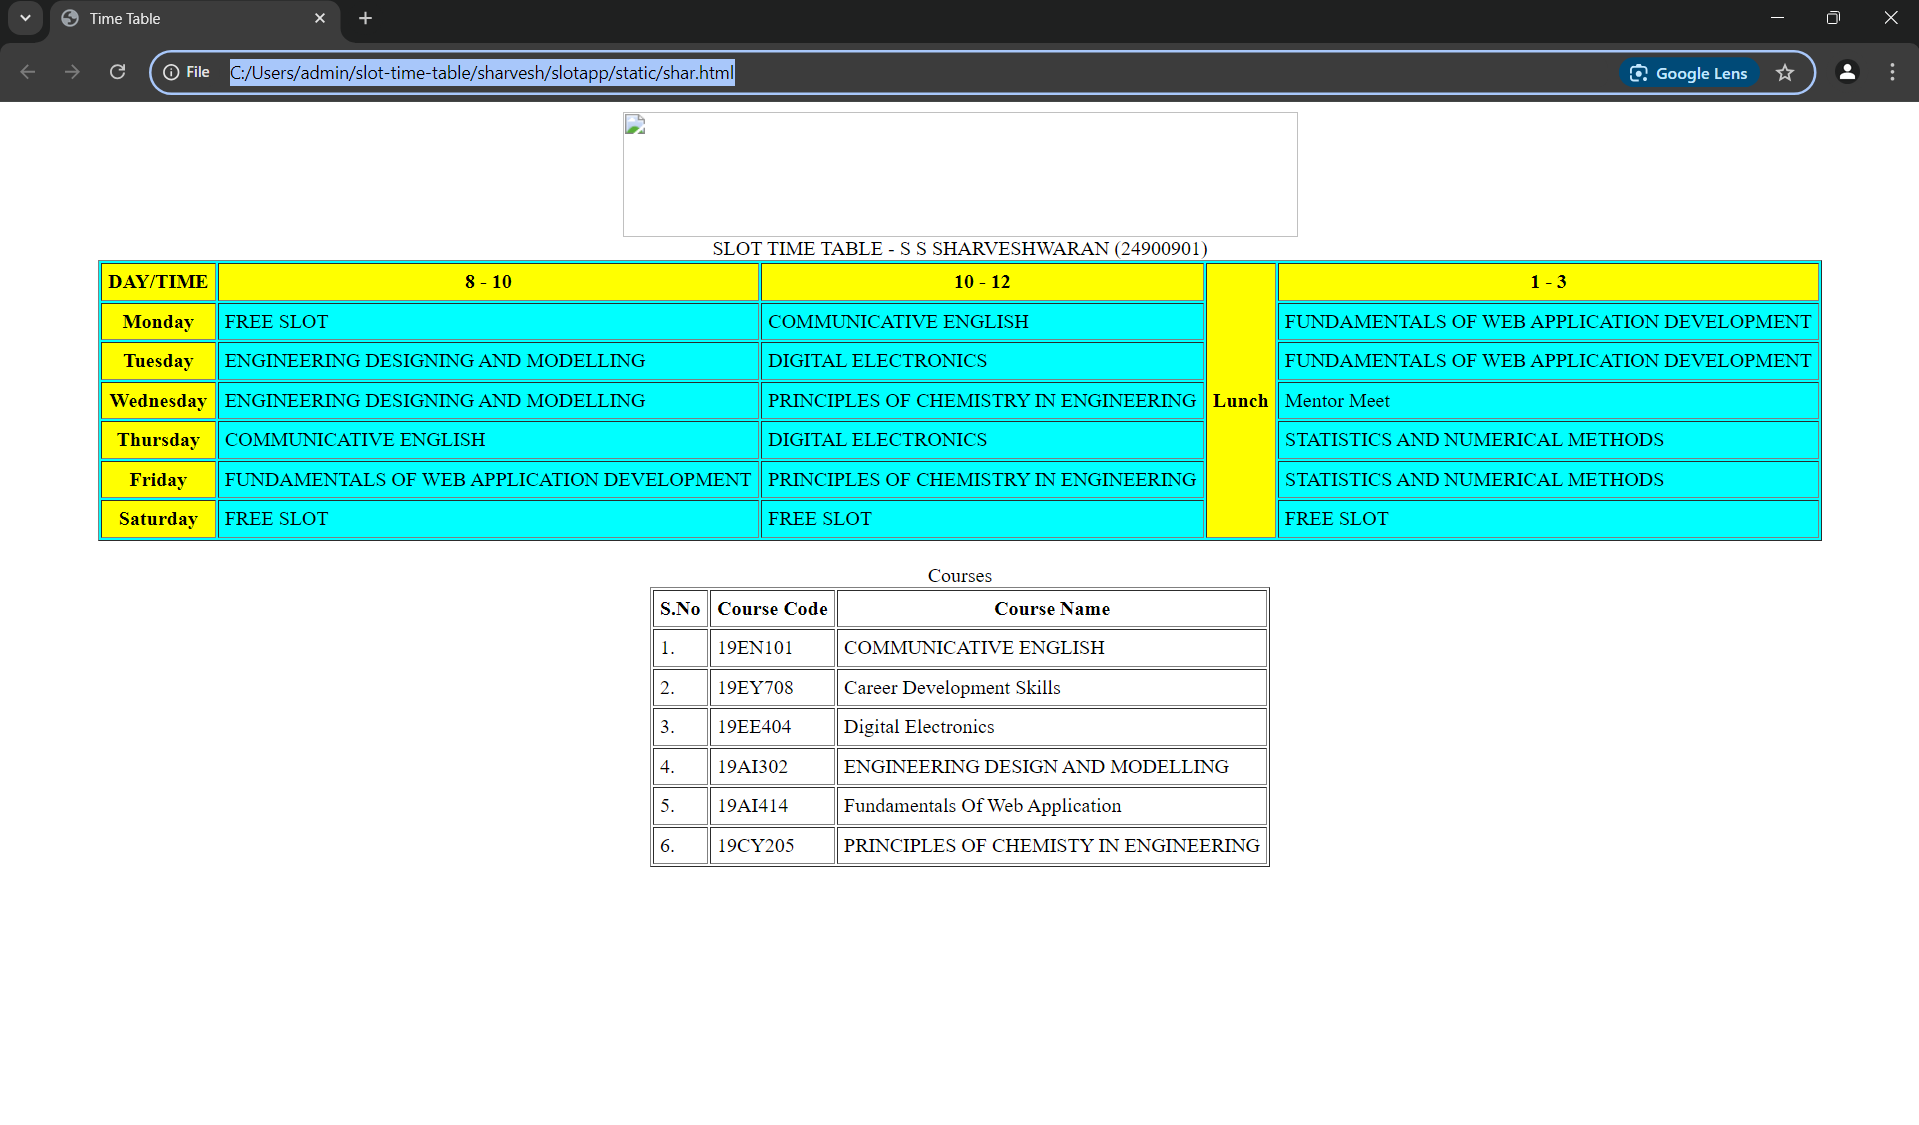 Time Table
File C:/Users/admin/slot-time-table/sharvesh/slotapp/static/shar.html Google Lens
SLOT TIME TABLE - S S SHARVESHWARAN (24900901)
DAY/TIME 8 - 10 10 - 12 Lunch 1 - 3
Monday FREE SLOT COMMUNICATIVE ENGLISH FUNDAMENTALS OF WEB APPLICATION DEVELOPMENT
Tuesday ENGINEERING DESIGNING AND MODELLING DIGITAL ELECTRONICS FUNDAMENTALS OF WEB APPLICATION DEVELOPMENT
Wednesday ENGINEERING DESIGNING AND MODELLING PRINCIPLES OF CHEMISTRY IN ENGINEERING Mentor Meet
Thursday COMMUNICATIVE ENGLISH DIGITAL ELECTRONICS STATISTICS AND NUMERICAL METHODS
Friday FUNDAMENTALS OF WEB APPLICATION DEVELOPMENT PRINCIPLES OF CHEMISTRY IN ENGINEERING STATISTICS AND NUMERICAL METHODS
Saturday FREE SLOT FREE SLOT FREE SLOT
Courses
S.No Course Code Course Name
1. 19EN101 COMMUNICATIVE ENGLISH
2. 19EY708 Career Development Skills
3. 19EE404 Digital Electronics
4. 19AI302 ENGINEERING DESIGN AND MODELLING
5. 19AI414 Fundamentals Of Web Application
6. 19CY205 PRINCIPLES OF CHEMISTY IN ENGINEERING